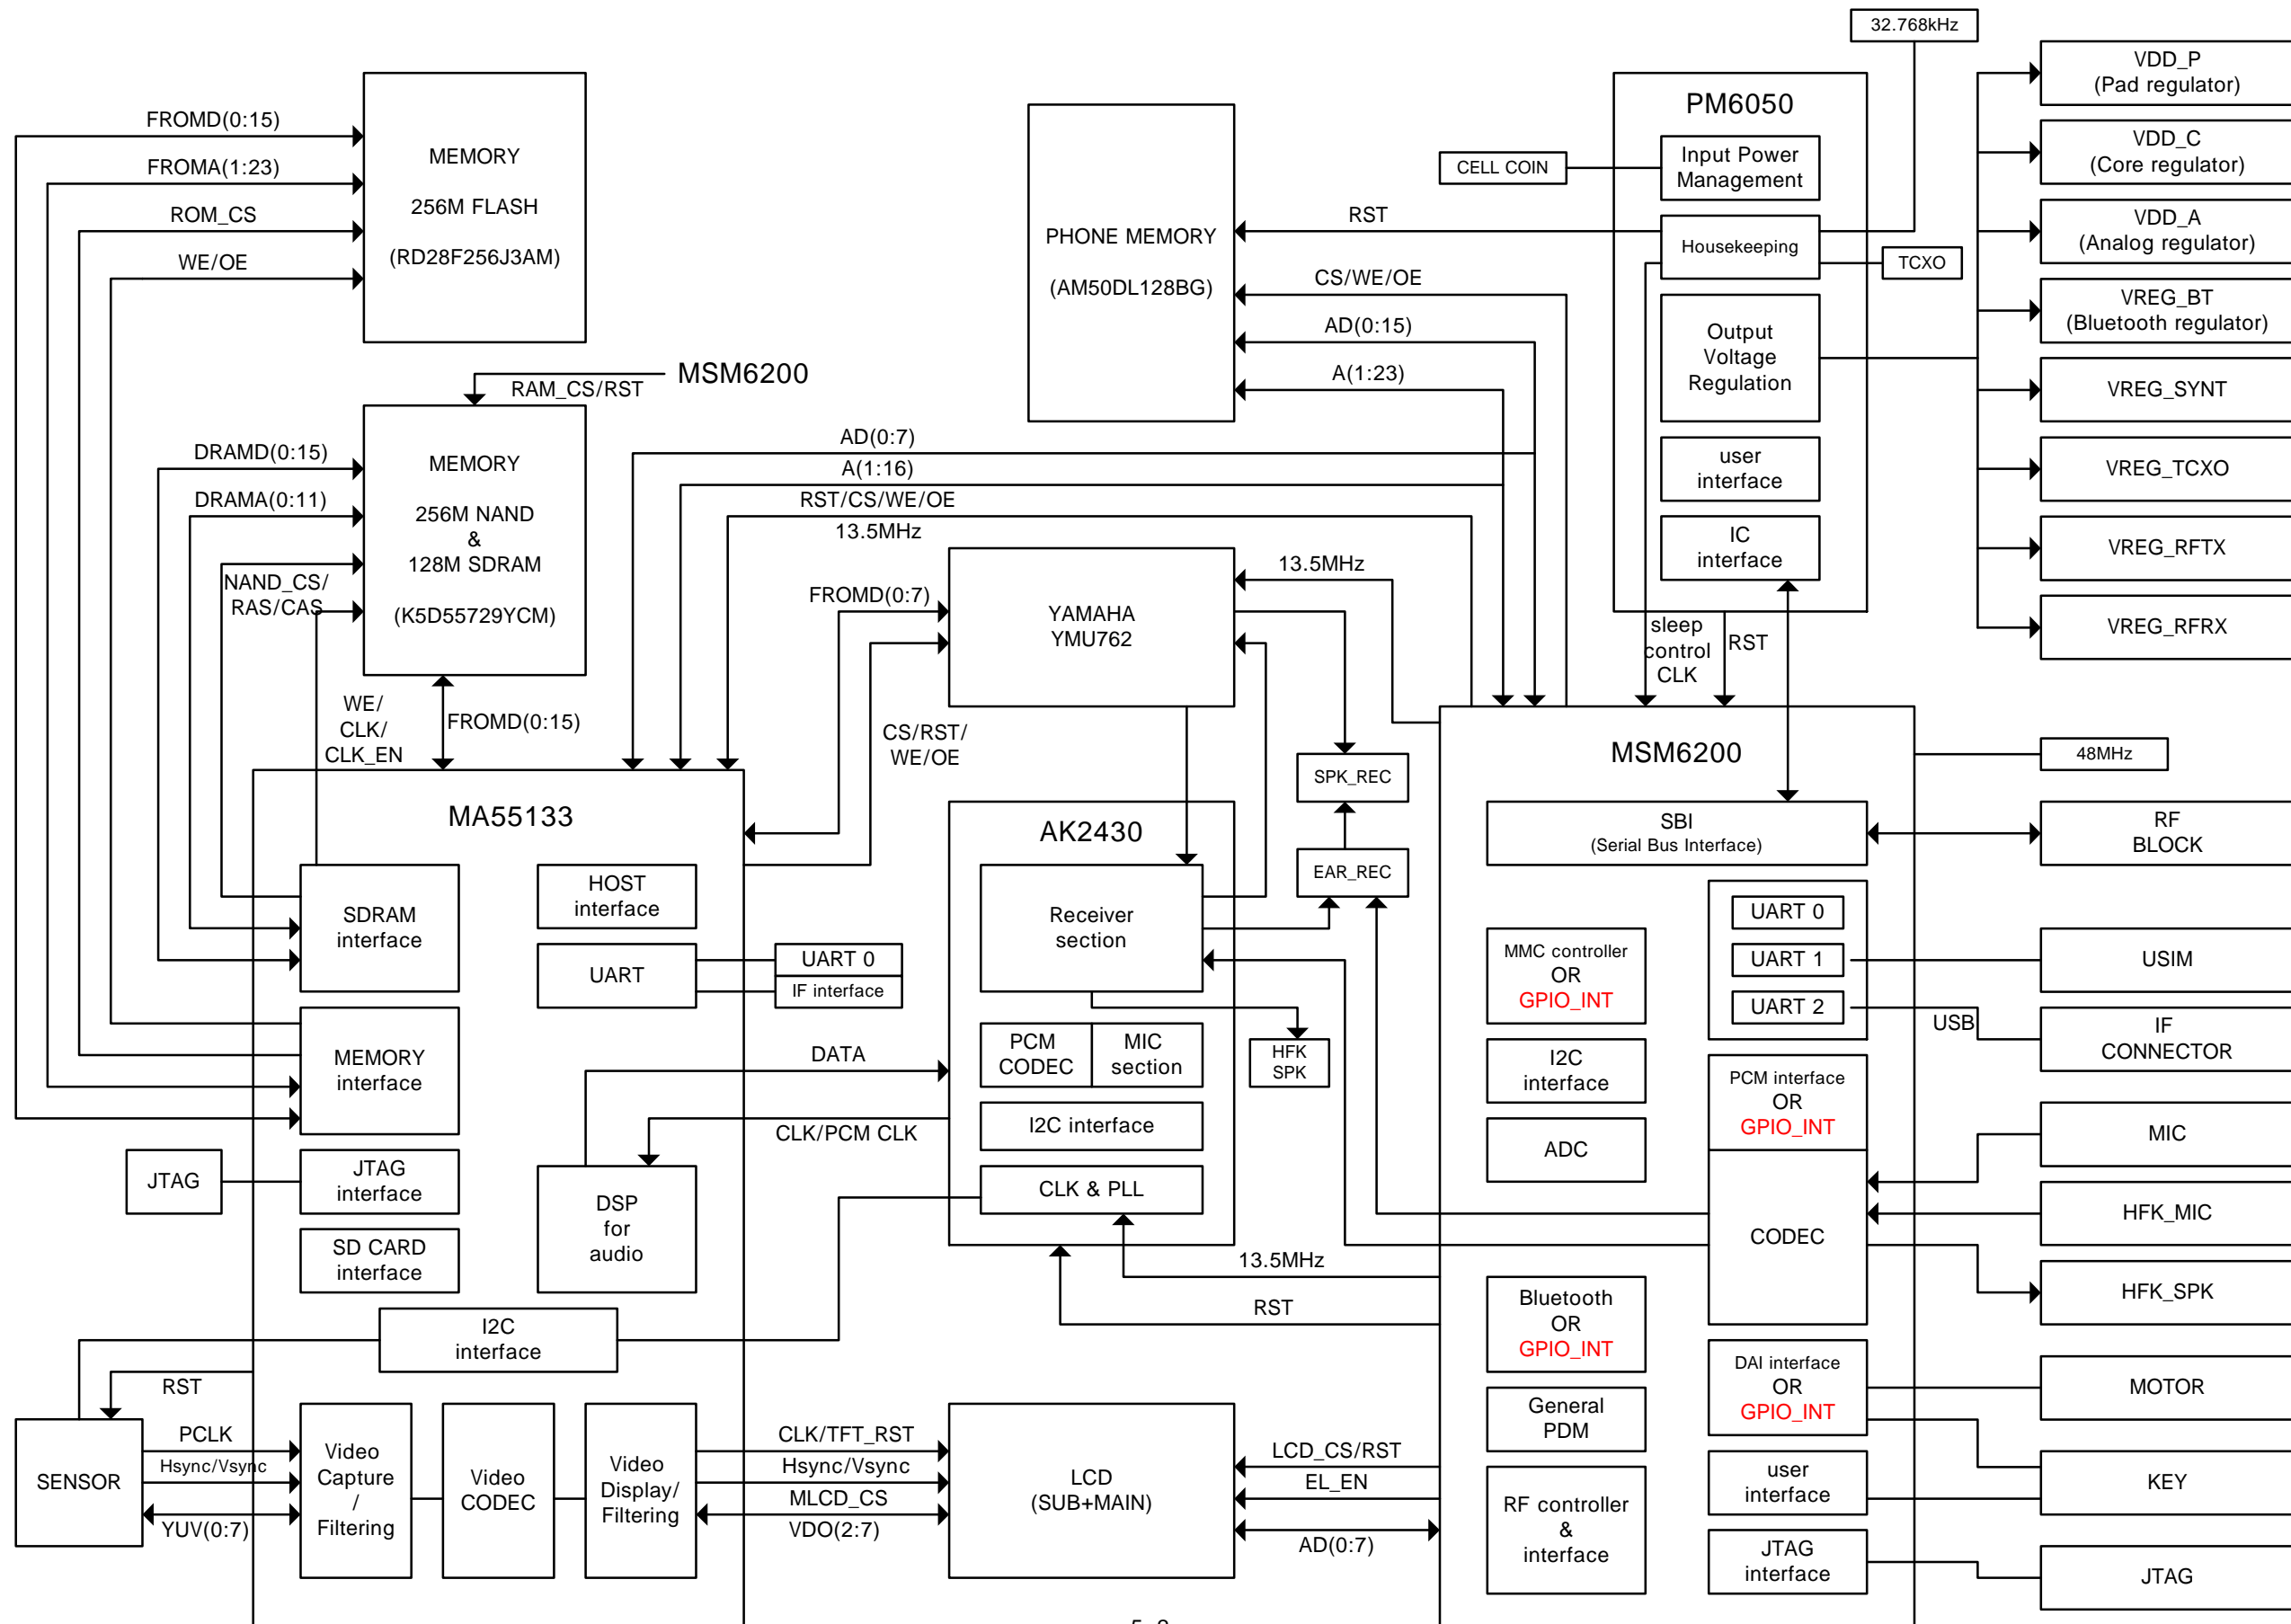 32.768kHz
VDD_P
(Pad regulator)
VDD_C
(Core regulator)
VDD_A
(Analog regulator)
VREG_BT
(Bluetooth regulator)
VREG_SYNT
VREG_TCXO
VREG_RFTX
VREG_RFRX
PM6050
Input Power
Management
CELL COIN
Housekeeping
TCXO
Output
Voltage
Regulation
user
interface
IC
interface
sleep
control
CLK
RST
PHONE MEMORY
(AM50DL128BG)
RST
CS/WE/OE
AD(0:15)
A(1:23)
FROMD(0:15)
FROMA(1:23)
ROM_CS
WE/OE
MEMORY
256M FLASH
(RD28F256J3AM)
MSM6200
RAM_CS/RST
DRAMD(0:15)
DRAMA(0:11)
NAND_CS/
RAS/CAS
MEMORY
256M NAND
&
128M SDRAM
(K5D55729YCM)
WE/
CLK/
CLK_EN
FROMD(0:15)
AD(0:7)
A(1:16)
RST/CS/WE/OE
13.5MHz
FROMD(0:7)
CS/RST/
WE/OE
YAMAHA
YMU762
13.5MHz
SPK_REC
EAR_REC
MA55133
SDRAM
interface
HOST
interface
UART
UART 0
IF interface
MEMORY
interface
JTAG
JTAG
interface
SD CARD
interface
DSP
for
audio
DATA
CLK/PCM CLK
I2C
interface
AK2430
Receiver
section
PCM
CODEC
MIC
section
I2C interface
CLK & PLL
HFK
SPK
13.5MHz
RST
RST
SENSOR
PCLK
Hsync/Vsync
YUV(0:7)
Video
Capture
/
Filtering
Video
CODEC
Video
Display/
Filtering
CLK/TFT_RST
Hsync/Vsync
MLCD_CS
VDO(2:7)
LCD
(SUB+MAIN)
LCD_CS/RST
EL_EN
AD(0:7)
MSM6200
48MHz
SBI
(Serial Bus Interface)
RF
BLOCK
UART 0
UART 1
UART 2
USIM
USB
IF
CONNECTOR
MMC controller
OR
GPIO_INT
I2C
interface
ADC
PCM interface
OR
GPIO_INT
CODEC
MIC
HFK_MIC
HFK_SPK
Bluetooth
OR
GPIO_INT
General
PDM
RF controller
&
interface
DAI interface
OR
GPIO_INT
user
interface
JTAG
interface
MOTOR
KEY
JTAG